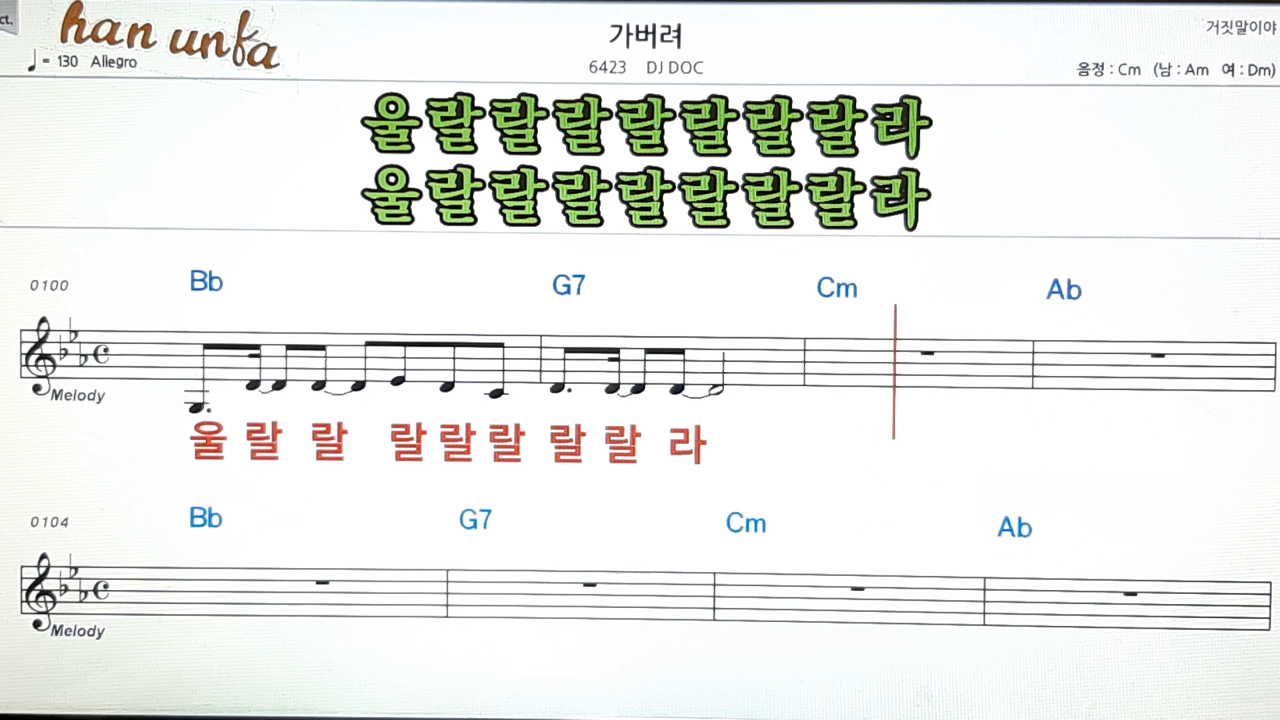 ct.
han unfa
가버려
거짓말이야
= 130 Allegro
6423 DJ DOC
음정 : Cm (남 : Am 여 : Dm)
울랄랄랄랄랄랄랄라
울랄랄랄랄랄랄랄라
0100 Bb G7 Cm Ab
Melody
울 랄 랄 랄 랄 랄 랄 랄 라
0104 Bb G7 Cm Ab
Melody